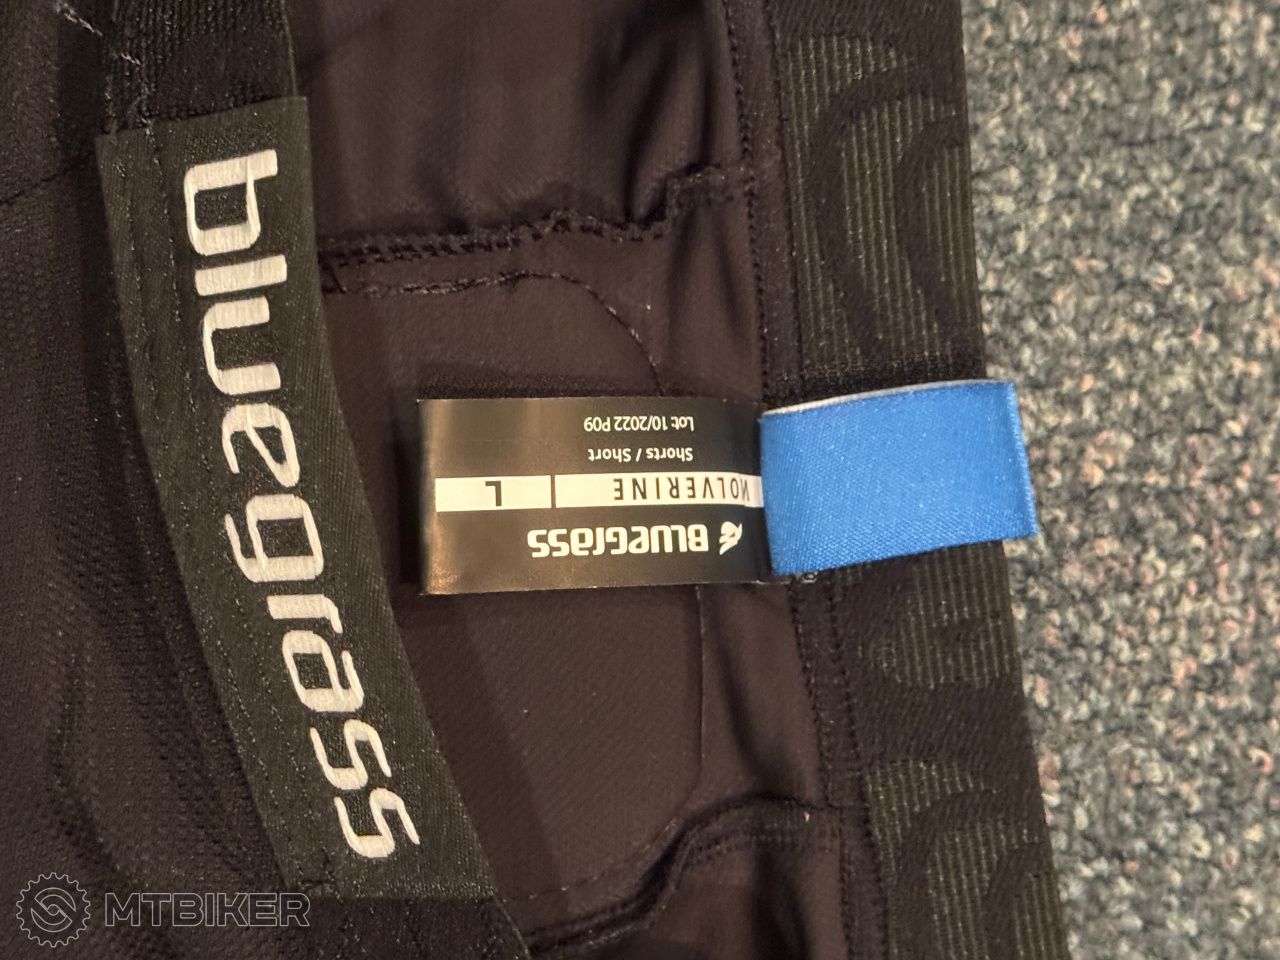 bluegrass
BLUEGRASS
WOLVERINE L
Shorts / Short
Lot: 10/2022 P09
MTBIKER